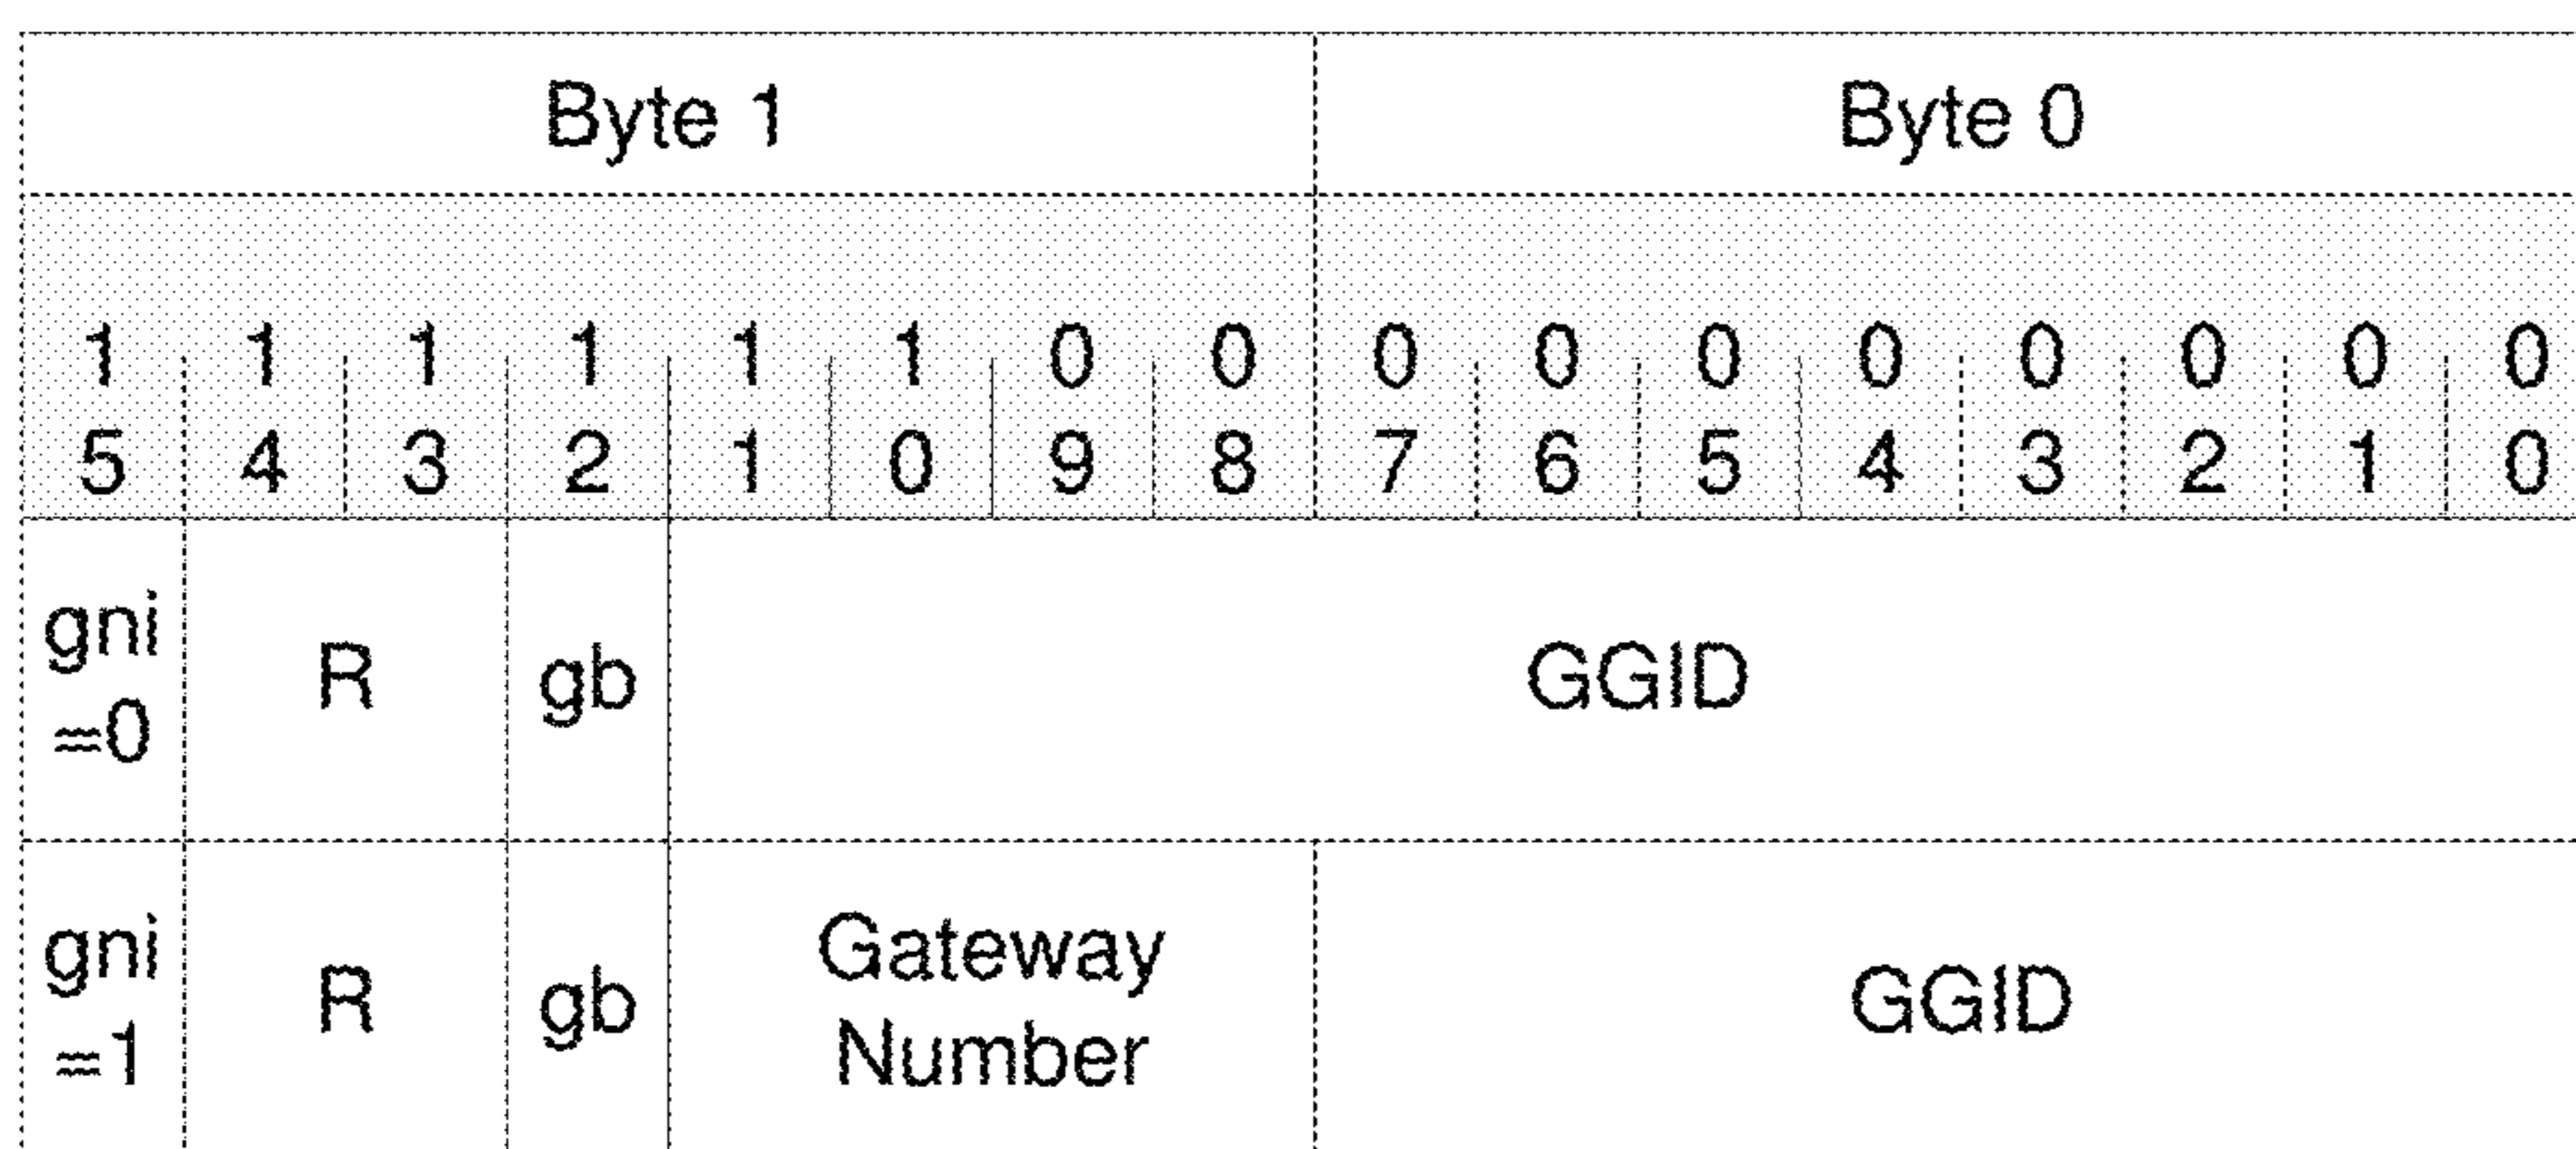 Byte 1 Byte 0
1 1 1 1 1 1 0 0 0 0 0 0 0 0 0 0
5 4 3 2 1 0 9 8 7 6 5 4 3 2 1 0
gni
=0 R gb GGID
gni
=1 R gb Gateway
Number GGID